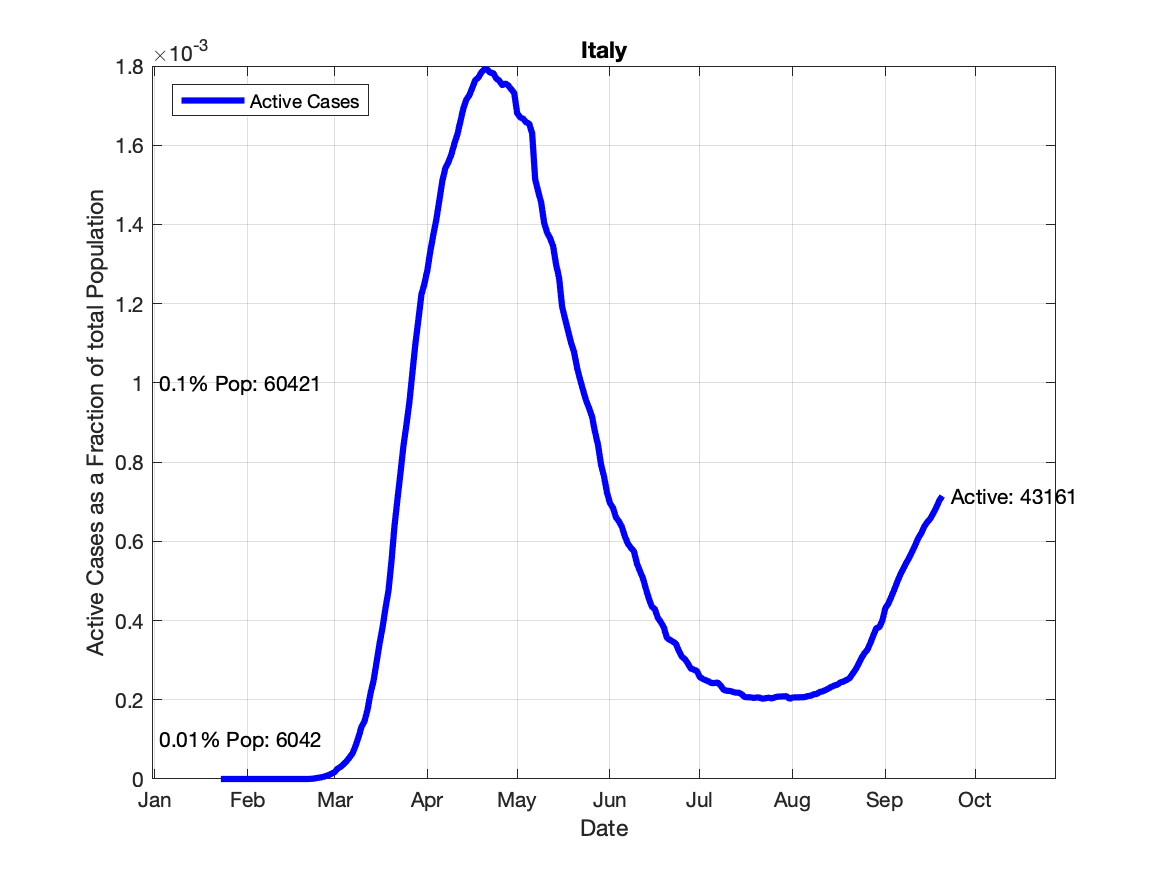 ×10-3
Italy
Active Cases
1.8
1.6
1.4
1.2
1
0.8
0.6
0.4
0.2
0
Active Cases as a Fraction of total Population
0.1% Pop: 60421
Active: 43161
0.01% Pop: 6042
Jan Feb Mar Apr May Jun Jul Aug Sep Oct
Date